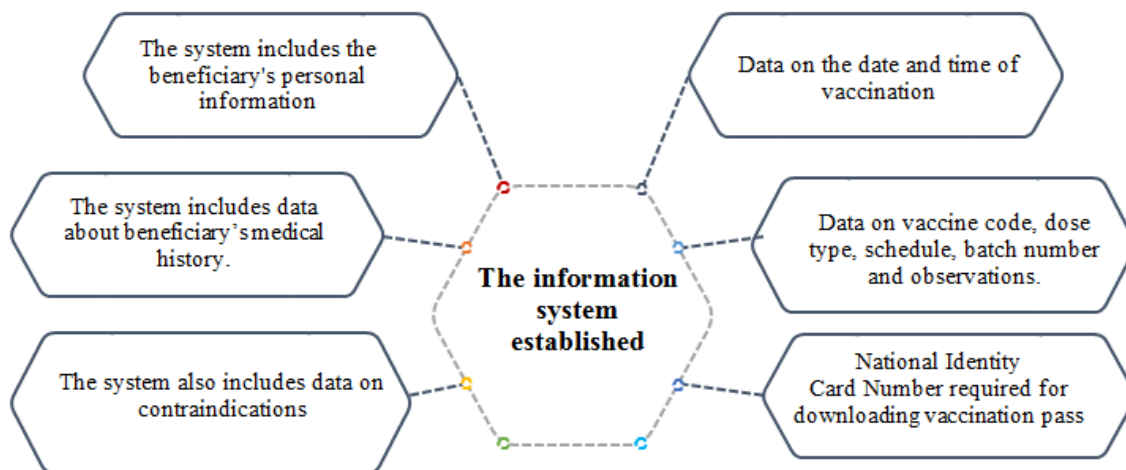 The system includes the
beneficiary's personal
information
Data on the date and time of
vaccination
The system includes data
about beneficiary’s medical
history.
Data on vaccine code, dose
type, schedule, batch number
and observations.
The information
system
established
The system also includes data on
contraindications
National Identity
Card Number required for
downloading vaccination pass